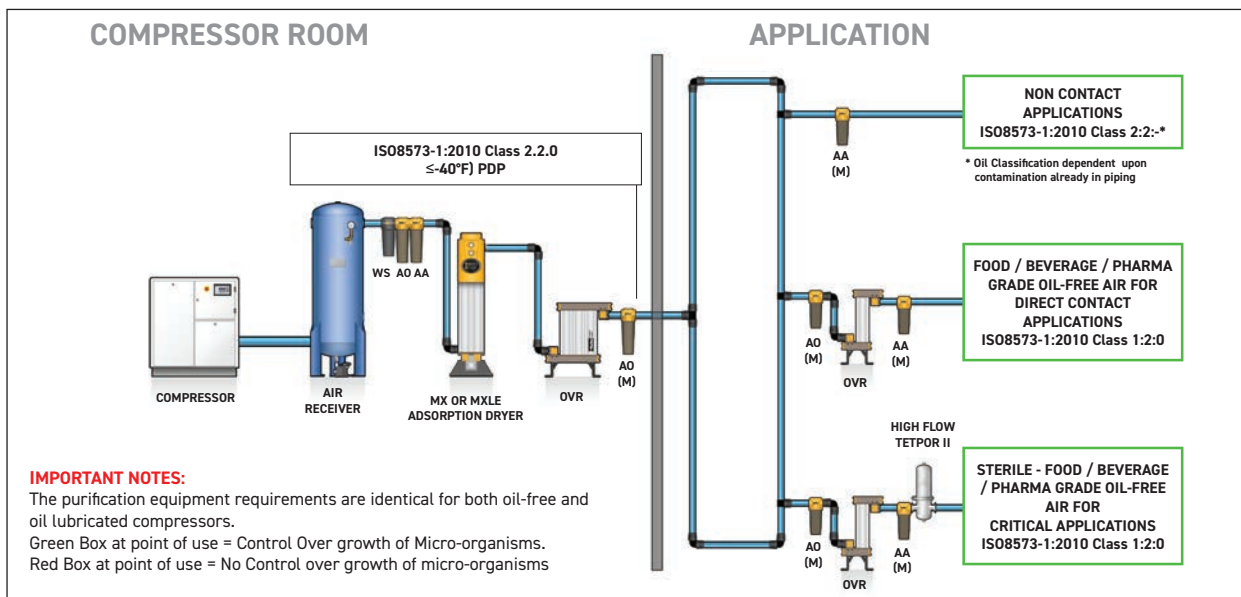 COMPRESSOR ROOM
APPLICATION
ISO8573-1:2010 Class 2.2.0
≤-40°F) PDP
WS AO AA
COMPRESSOR
AIR
RECEIVER
MX OR MXLE
ADSORPTION DRYER
OVR
AO
(M)
AA
(M)
NON CONTACT
APPLICATIONS
ISO8573-1:2010 Class 2:2:-*
* Oil Classification dependent upon
contamination already in piping
AO
(M)
OVR
AA
(M)
FOOD / BEVERAGE / PHARMA
GRADE OIL-FREE AIR FOR
DIRECT CONTACT
APPLICATIONS
ISO8573-1:2010 Class 1:2:0
HIGH FLOW
TETPOR II
AO
(M)
OVR
AA
(M)
STERILE - FOOD / BEVERAGE
/ PHARMA GRADE OIL-FREE
AIR FOR
CRITICAL APPLICATIONS
ISO8573-1:2010 Class 1:2:0
IMPORTANT NOTES:
The purification equipment requirements are identical for both oil-free and
oil lubricated compressors.
Green Box at point of use = Control Over growth of Micro-organisms.
Red Box at point of use = No Control over growth of micro-organisms